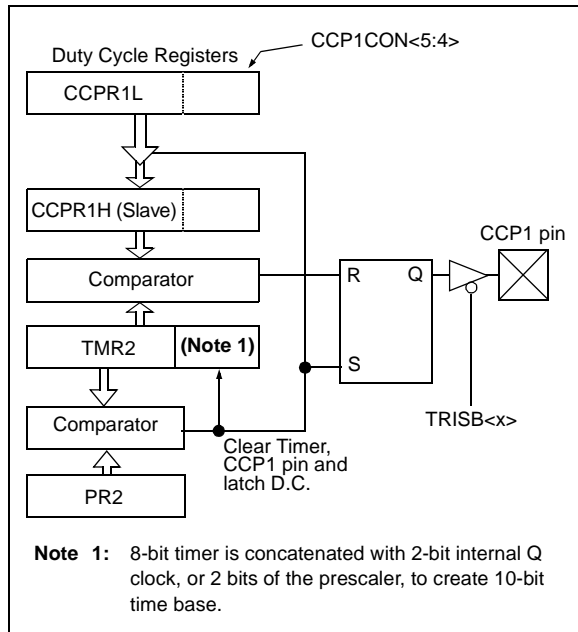 CCP1CON<5:4>
Duty Cycle Registers
CCPR1L
CCPR1H (Slave)
CCP1 pin
Comparator
R Q
TMR2 (Note 1)
S
Comparator
TRISB<x>
Clear Timer,
CCP1 pin and
latch D.C.
PR2
Note 1: 8-bit timer is concatenated with 2-bit internal Q
clock, or 2 bits of the prescaler, to create 10-bit
time base.